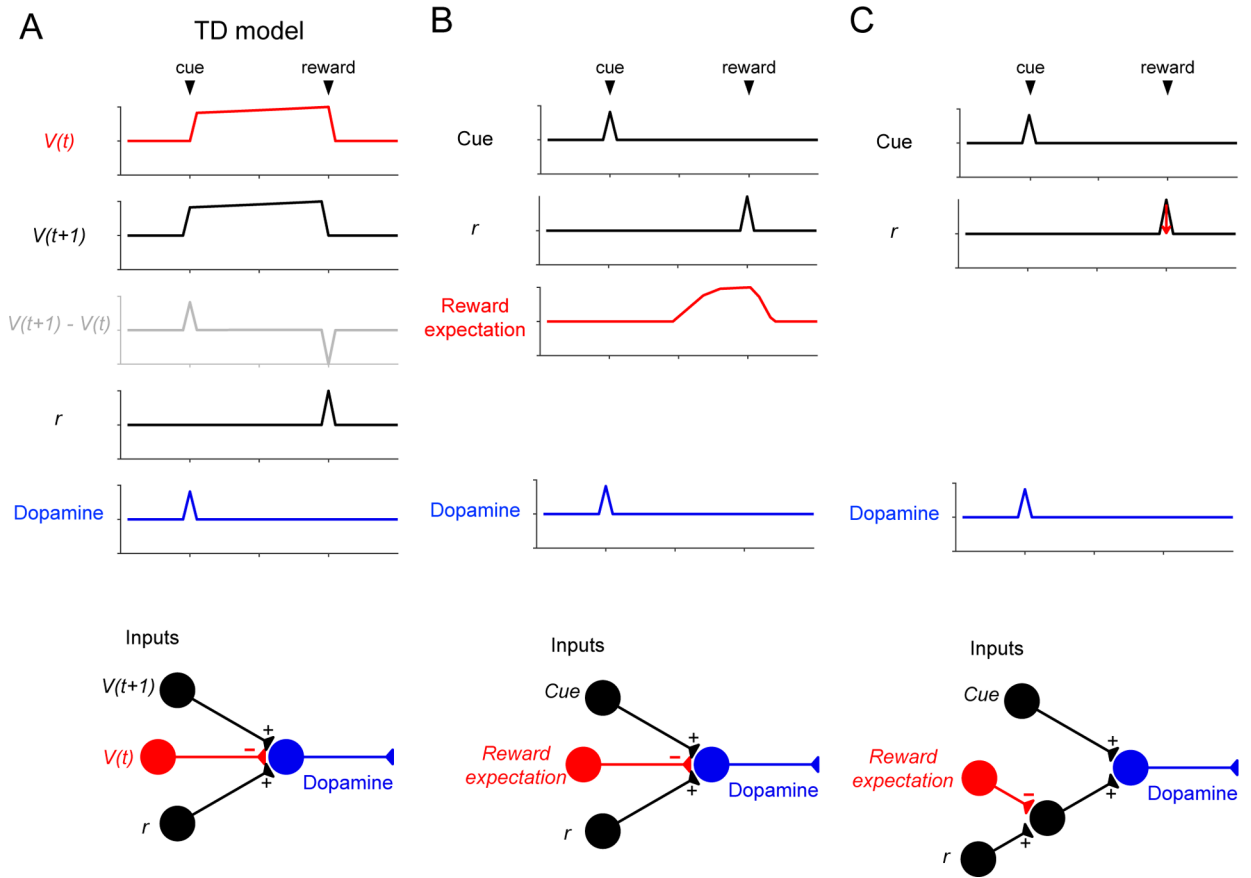 A
TD model
cue
reward
V(t)
V(t+1)
V(t+1) - V(t)
r
Dopamine
Inputs
V(t+1)
+
V(t)
−
+
Dopamine
r
B
cue
reward
Cue
r
Reward
expectation
Dopamine
Inputs
Cue
+
Reward
expectation
−
+
Dopamine
r
C
cue
reward
Cue
r
Dopamine
Inputs
Cue
+
Reward
expectation
−
+
Dopamine
r
+